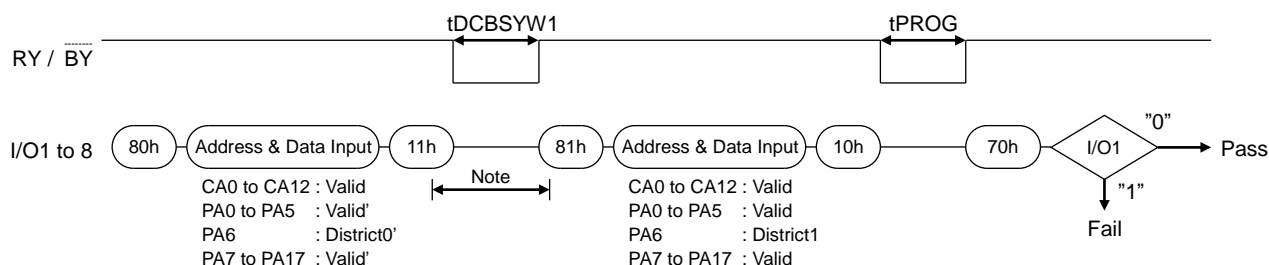 tDCBSYW1
tPROG
RY / BY
I/O1 to 8
80h
Address & Data Input
11h
81h
Address & Data Input
10h
70h
I/O1
"0"
Pass
"1"
Fail
Note
CA0 to CA12 : Valid
PA0 to PA5 : Valid'
PA6 : District0'
PA7 to PA17 : Valid'
CA0 to CA12 : Valid
PA0 to PA5 : Valid
PA6 : District1
PA7 to PA17 : Valid